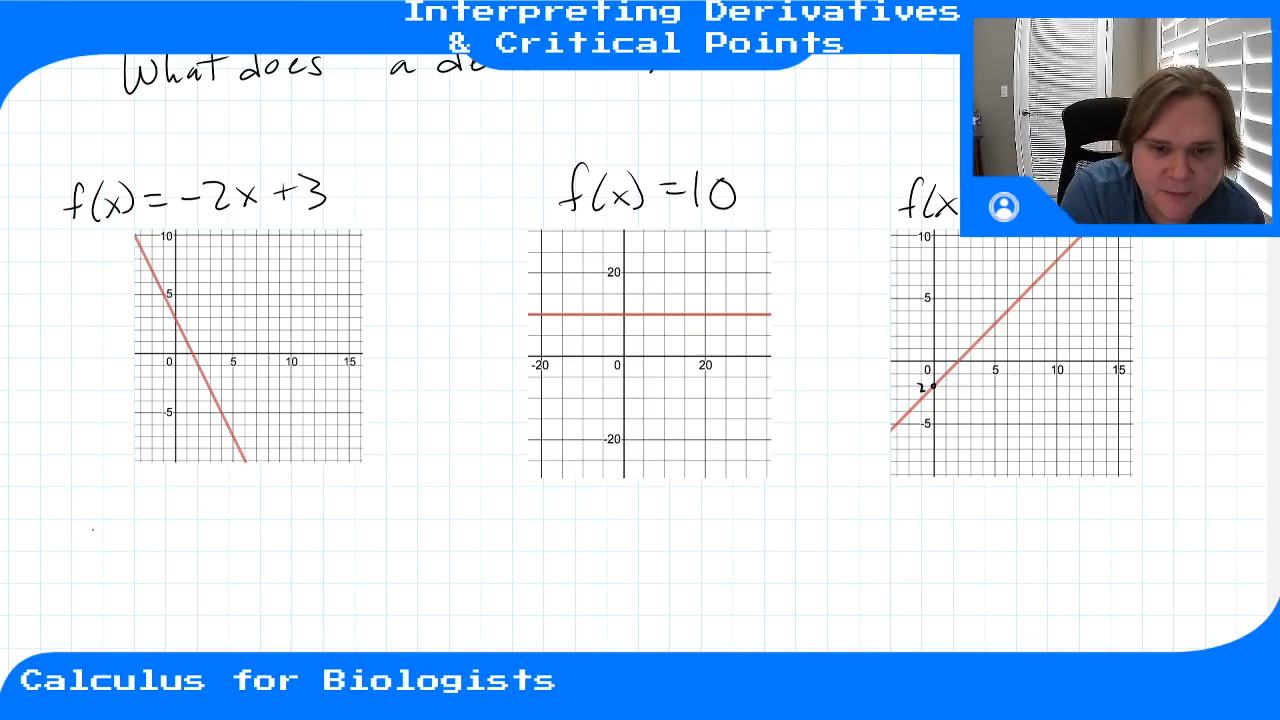 Interpreting Derivatives
& Critical Points
What does a de
f(x) = -2x +3
f(x) = 10
f(x
10
5
0
5
10
15
-5
20
-20
0
20
-20
10
5
0
5
10
15
2
-5
Calculus for Biologists